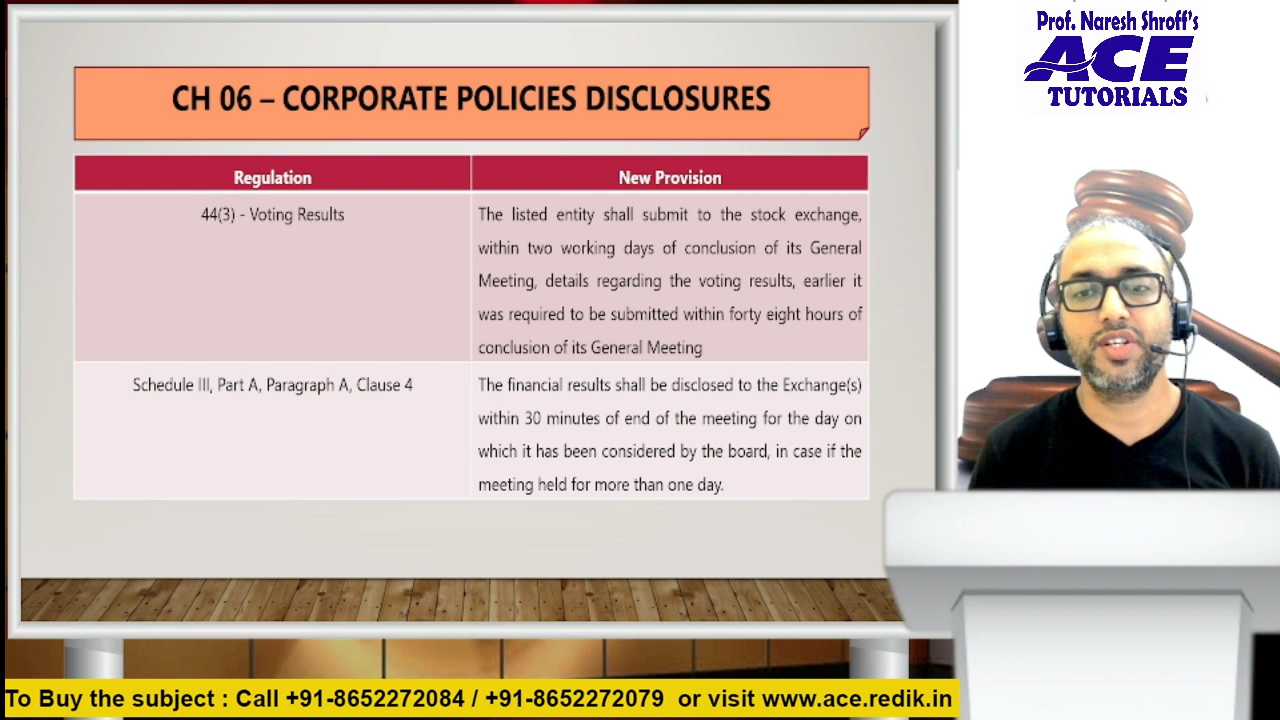 Prof. Naresh Shroff's
ACE
TUTORIALS
CH 06 – CORPORATE POLICIES DISCLOSURES
Regulation
New Provision
44(3) - Voting Results
The listed entity shall submit to the stock exchange,
within two working days of conclusion of its General
Meeting, details regarding the voting results, earlier it
was required to be submitted within forty eight hours of
conclusion of its General Meeting
Schedule III, Part A, Paragraph A, Clause 4
The financial results shall be disclosed to the Exchange(s)
within 30 minutes of end of the meeting for the day on
which it has been considered by the board, in case if the
meeting held for more than one day.
To Buy the subject : Call +91-8652272084 / +91-8652272079 or visit www.ace.redik.in